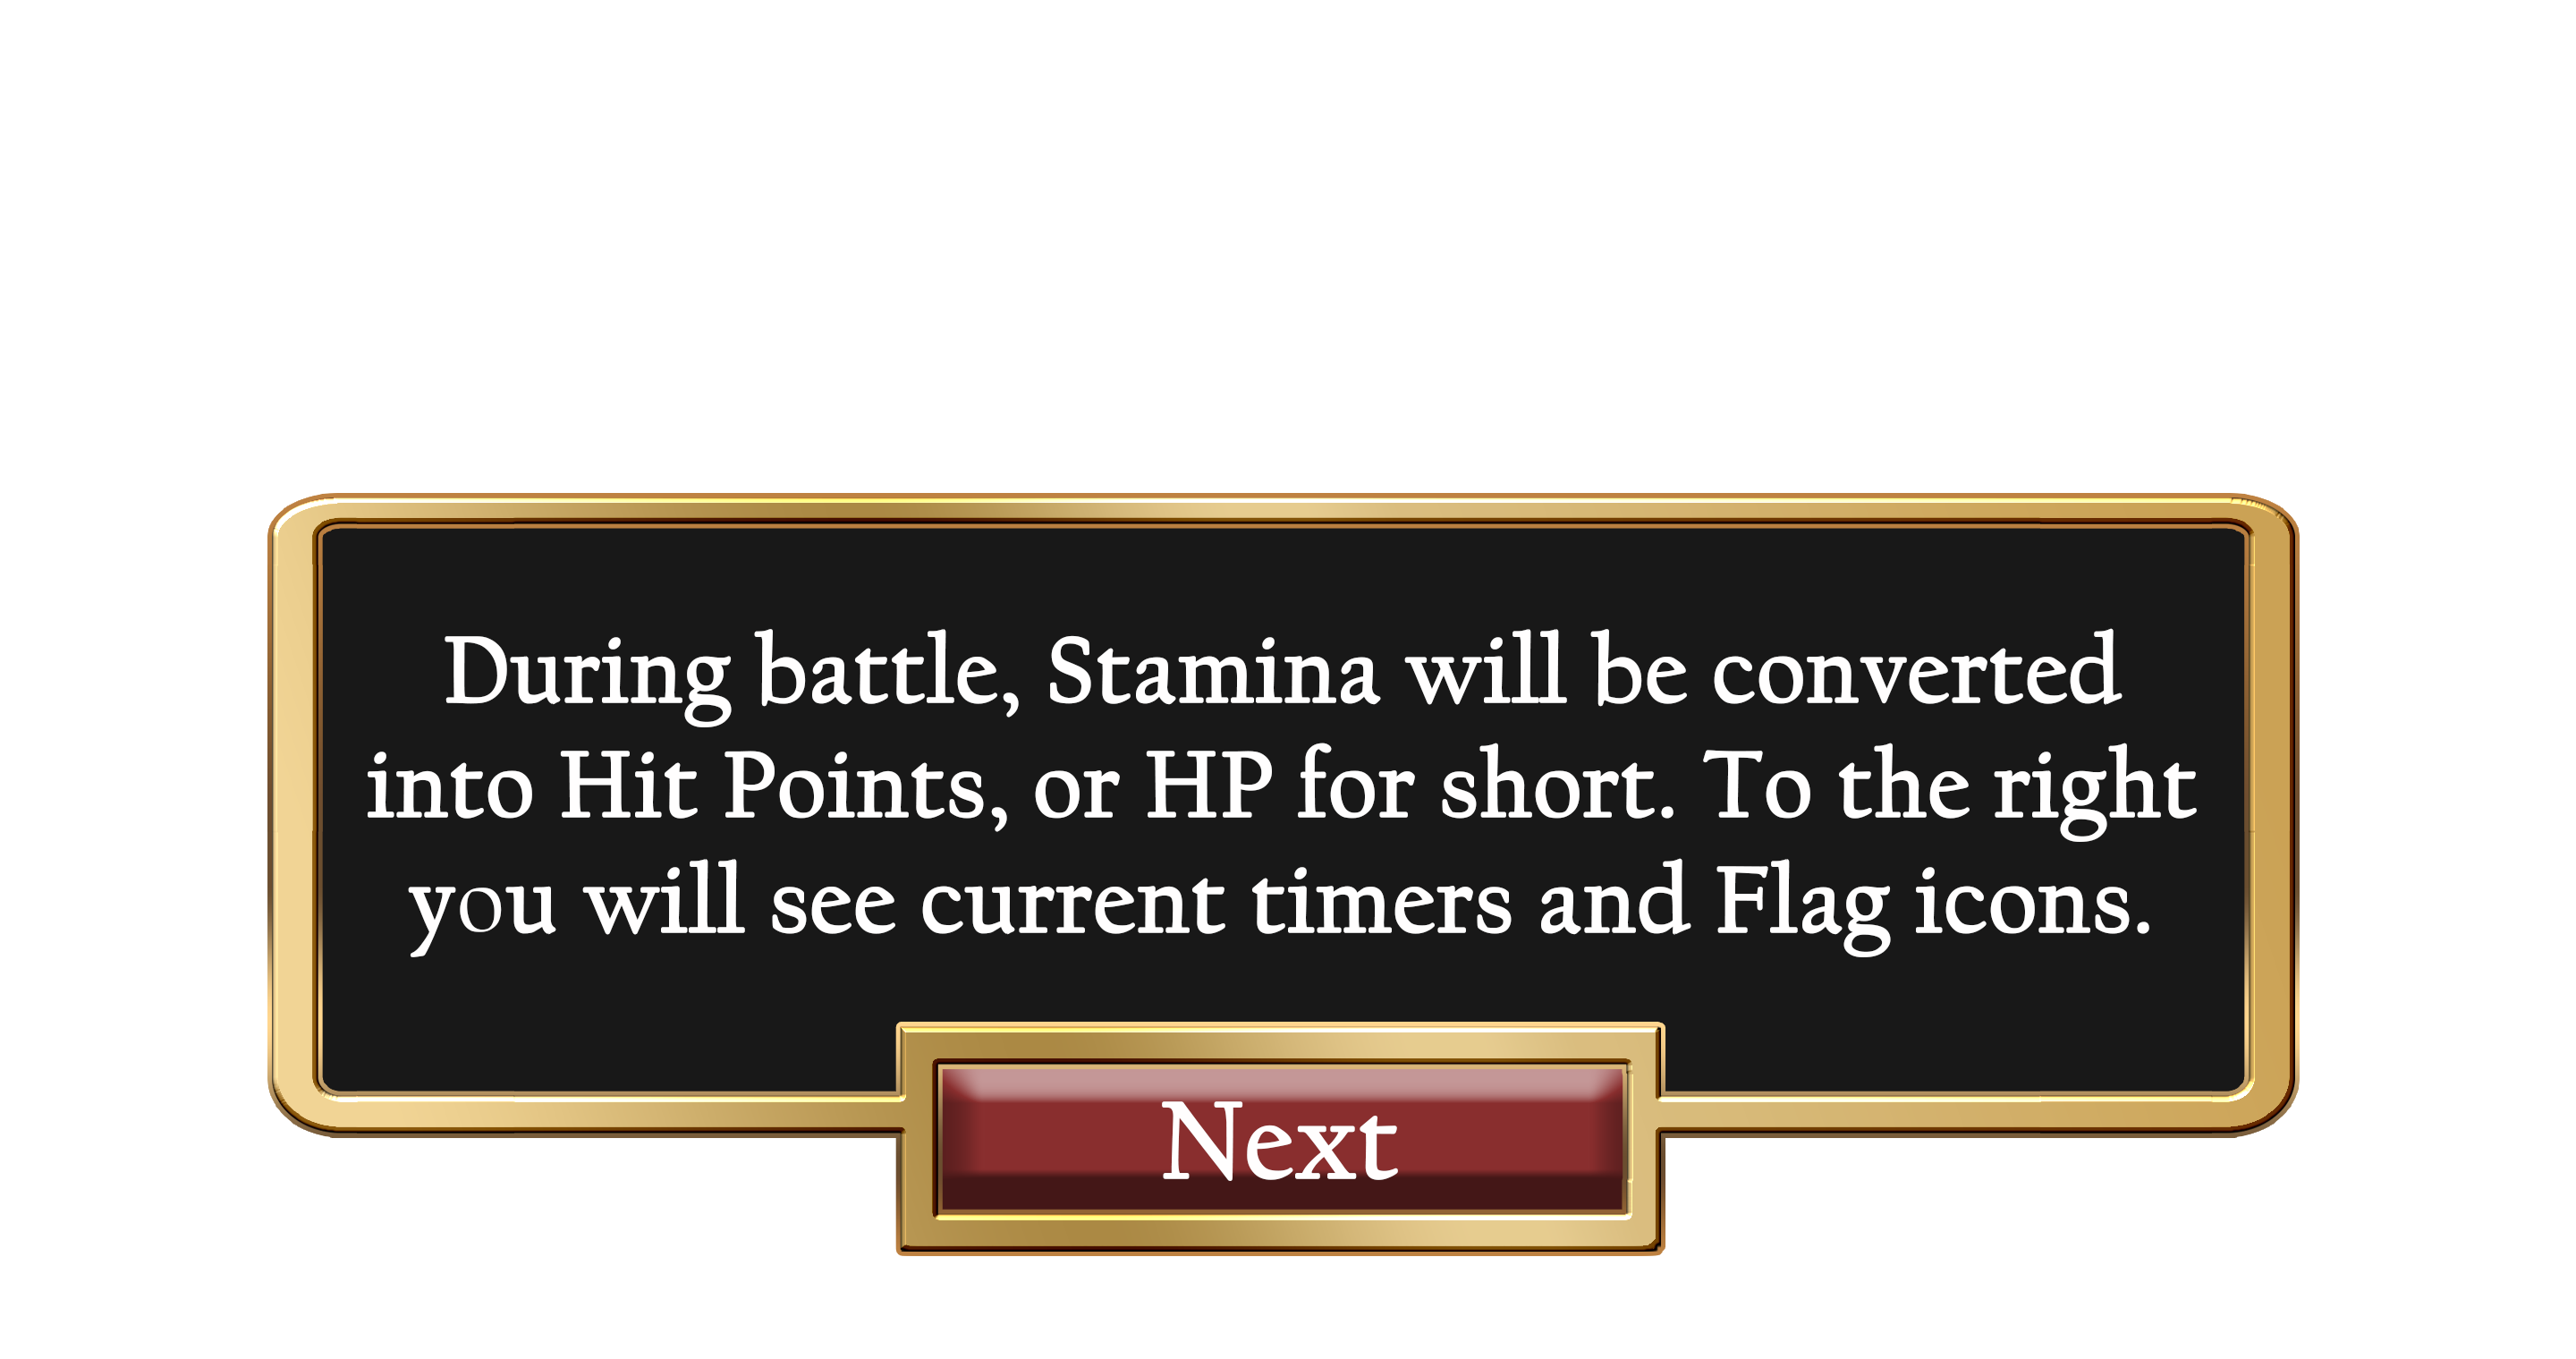 During battle, Stamina will be converted
into Hit Points, or HP for short. To the right
you will see current timers and Flag icons.
Next